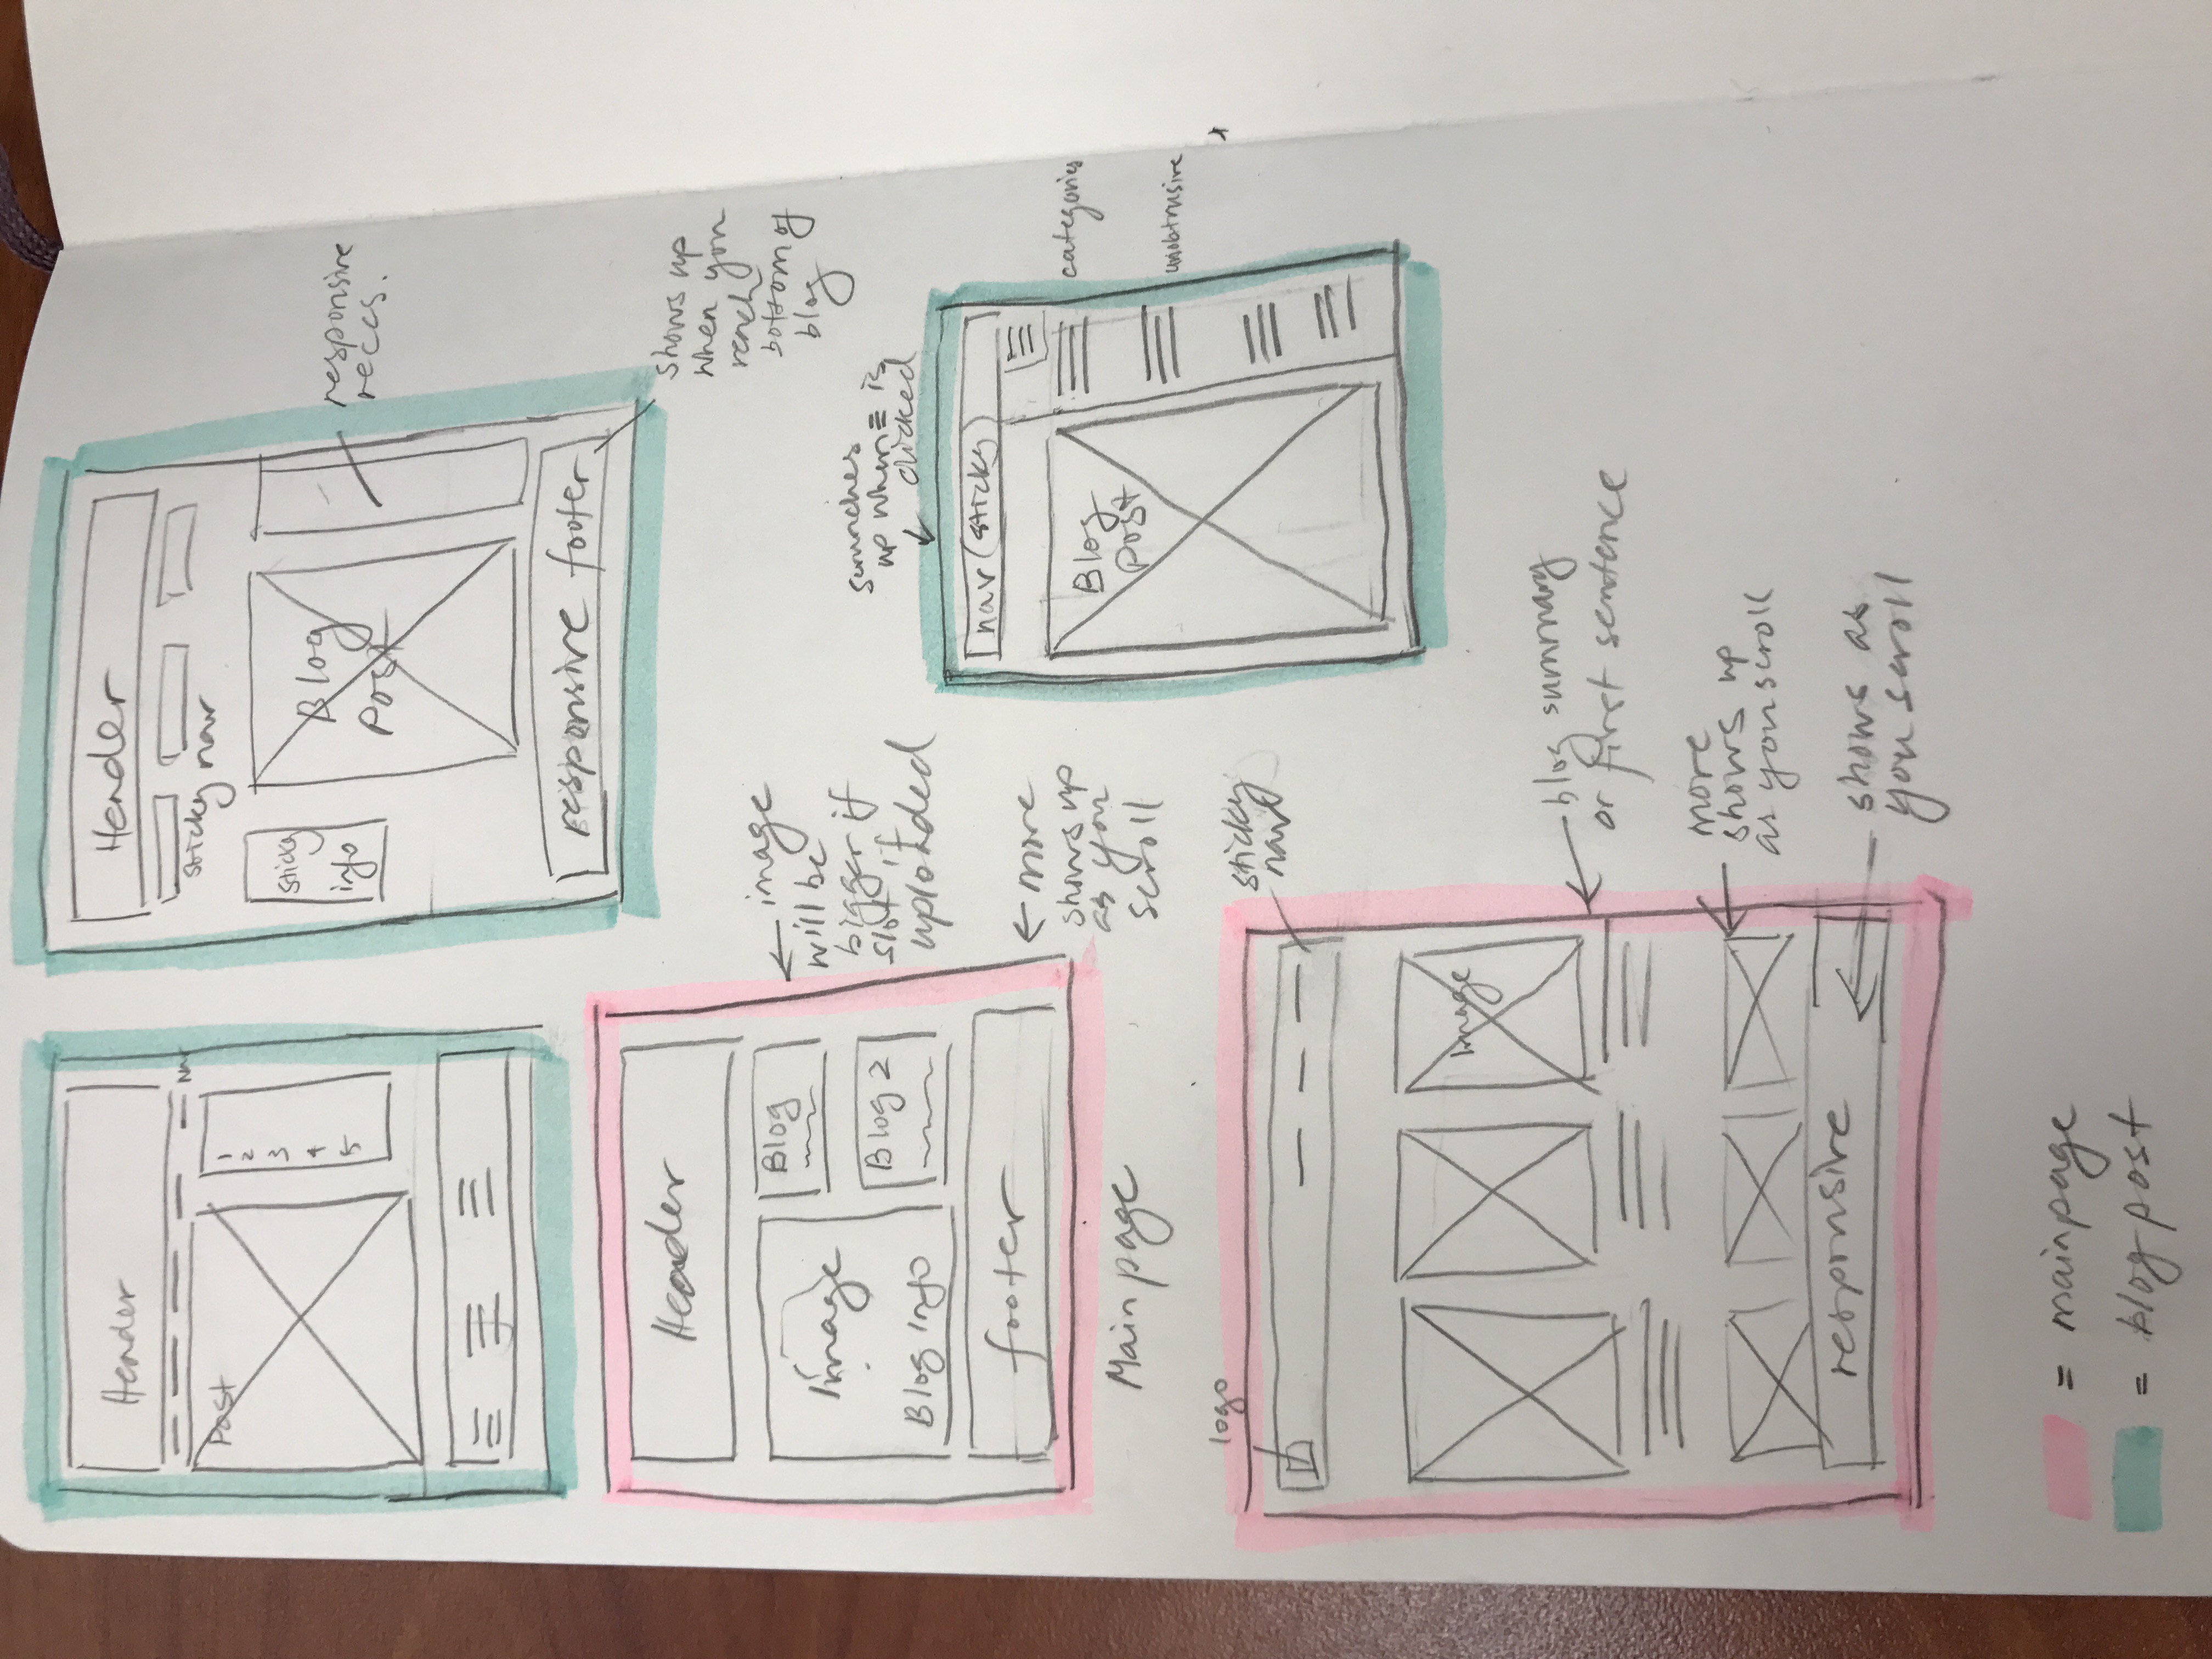 Header
Nav
Post
1
2
3
4
5
Header
sticky nav
sticky
info
Blog
Post
responsive
reccs.
responsive footer
shows up
when you
reach
bottom of
blog
Header
Image
Blog info
Blog
Blog 2
footer
Main page
image
will be
bigger if
slot if
uploaded
more
shows up
as you
scroll
scrunches
up when ≡ is
clicked
nav (sticky)
Blog
Post
categories
unobtrusive
logo
sticky
nav
Image
blog summary
or first sentence
more
shows up
as you scroll
responsive
shows as
you scroll
= mainpage
= blog post